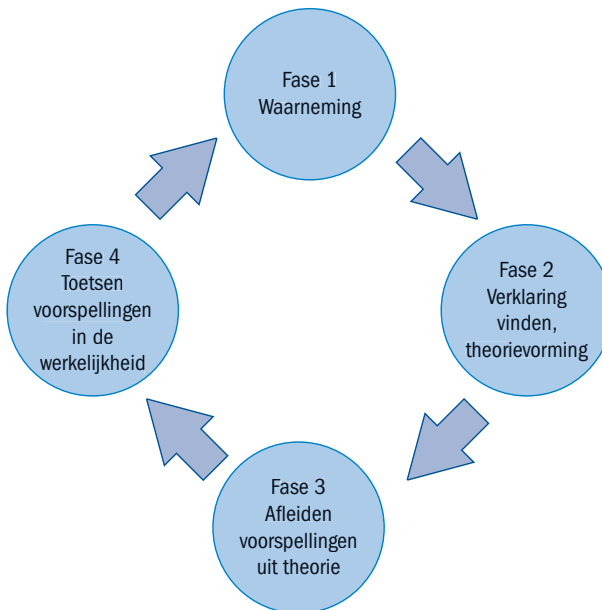 Fase 1
Waarneming
Fase 2
Verklaring
vinden,
theorievorming
Fase 3
Afleiden
voorspellingen
uit theorie
Fase 4
Toetsen
voorspellingen
in de
werkelijkheid